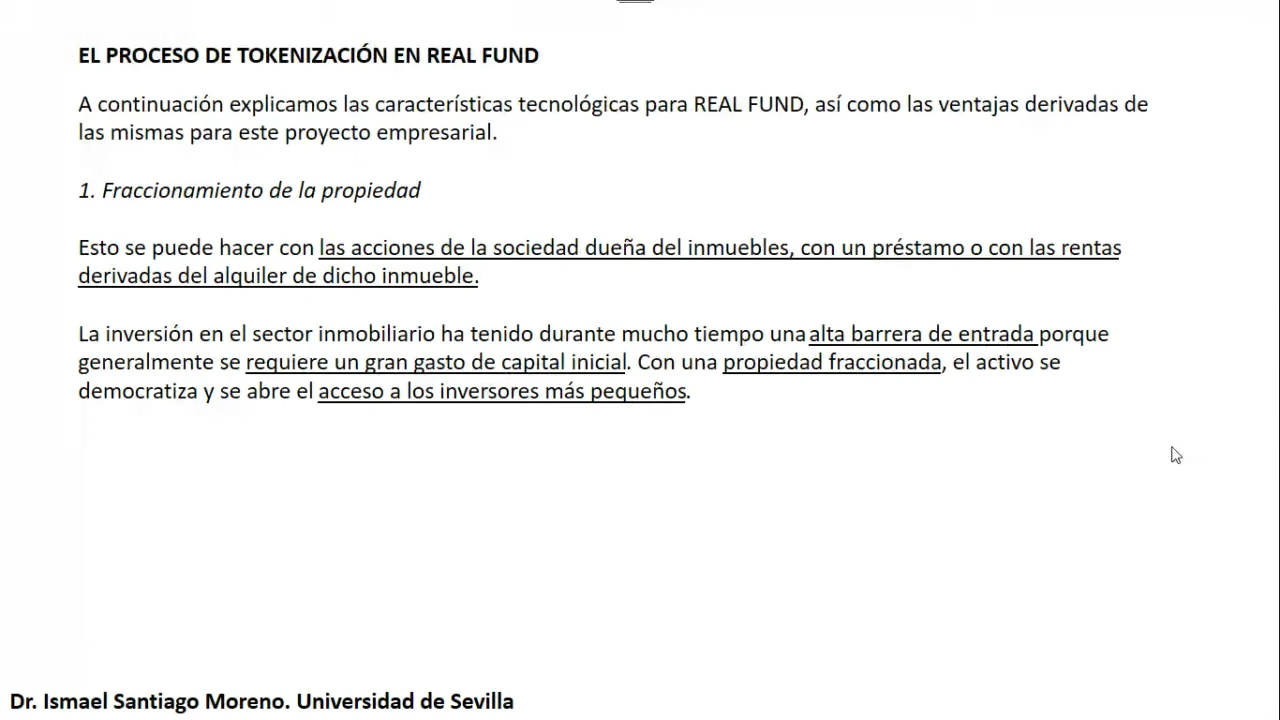 EL PROCESO DE TOKENIZACIÓN EN REAL FUND
A continuación explicamos las características tecnológicas para REAL FUND, así como las ventajas derivadas de
las mismas para este proyecto empresarial.
1. Fraccionamiento de la propiedad
Esto se puede hacer con las acciones de la sociedad dueña del inmuebles, con un préstamo o con las rentas
derivadas del alquiler de dicho inmueble.
La inversión en el sector inmobiliario ha tenido durante mucho tiempo una alta barrera de entrada porque
generalmente se requiere un gran gasto de capital inicial. Con una propiedad fraccionada, el activo se
democratiza y se abre el acceso a los inversores más pequeños.
Dr. Ismael Santiago Moreno. Universidad de Sevilla